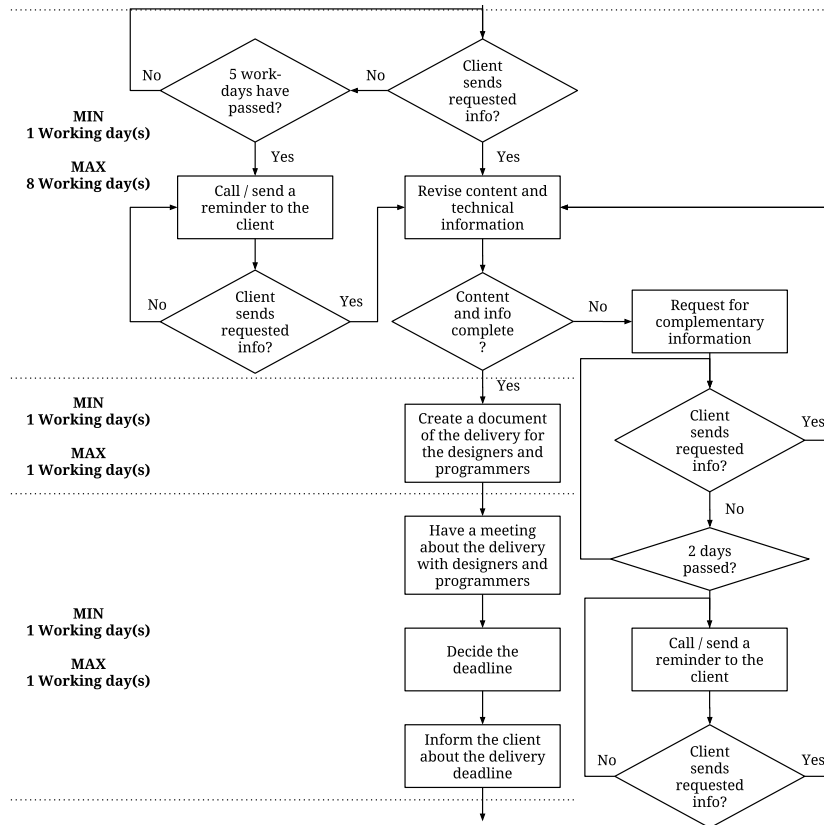 No
5 work-
days have
passed?
No
Client
sends
requested
info?
MIN
1 Working day(s)
MAX
8 Working day(s)
Yes
Yes
Call / send a
reminder to the
client
Revise content and
technical
information
No
Client
sends
requested
info?
Yes
Content
and info
complete
?
No
Request for
complementary
information
Yes
MIN
1 Working day(s)
MAX
1 Working day(s)
Create a document
of the delivery for
the designers and
programmers
Client
sends
requested
info?
Yes
No
Have a meeting
about the delivery
with designers and
programmers
2 days
passed?
MIN
1 Working day(s)
MAX
1 Working day(s)
Decide the
deadline
Call / send a
reminder to the
client
Inform the client
about the delivery
deadline
No
Client
sends
requested
info?
Yes